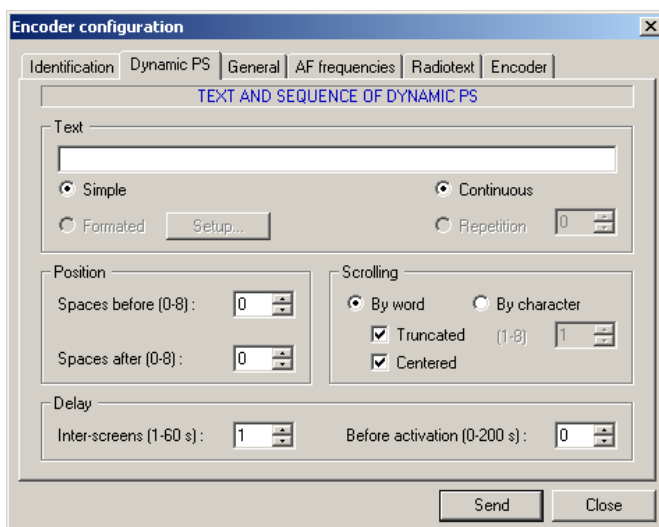 Encoder configuration
Identification Dynamic PS General AF frequencies Radiotext Encoder
TEXT AND SEQUENCE OF DYNAMIC PS
Text
Simple Continuous
Formated Setup... Repetition 0
Position Scrolling
Spaces before (0-8) : 0 By word By character
Truncated (1-8) 1
Spaces after (0-8) : 0 Centered
Delay
Inter-screens (1-60 s) : 1 Before activation (0-200 s) : 0
Send Close